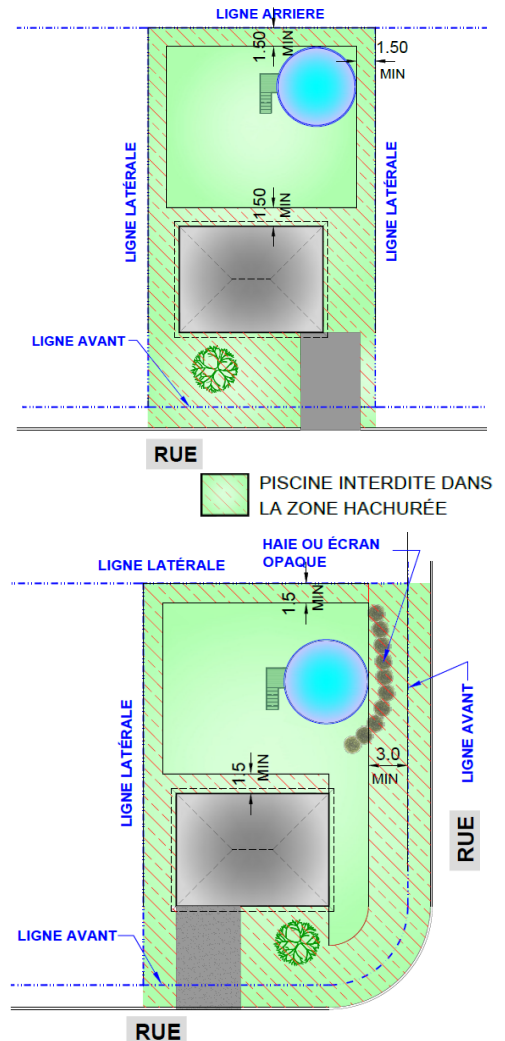 LIGNE ARRIERE
1.50
MIN
1.50
MIN
LIGNE LATÉRALE
LIGNE LATÉRALE
1.50
MIN
LIGNE AVANT
RUE
PISCINE INTERDITE DANS
LA ZONE HACHURÉE
HAIE OU ÉCRAN
OPAQUE
LIGNE LATÉRALE
1.5
MIN
LIGNE LATÉRALE
LIGNE AVANT
3.0
MIN
1.5
MIN
RUE
LIGNE AVANT
RUE